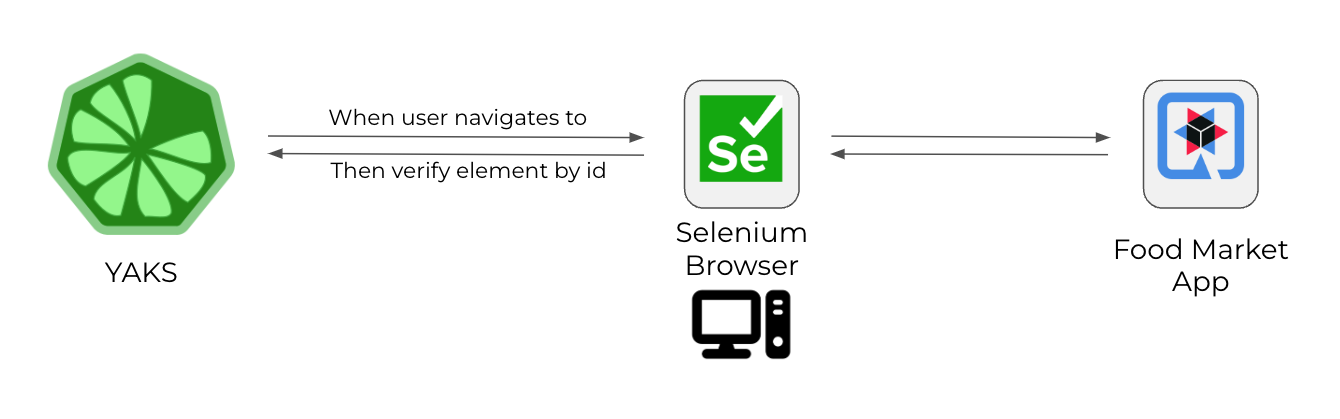 When user navigates to
Then verify element by id
YAKS
Se
Selenium
Browser
Food Market
App